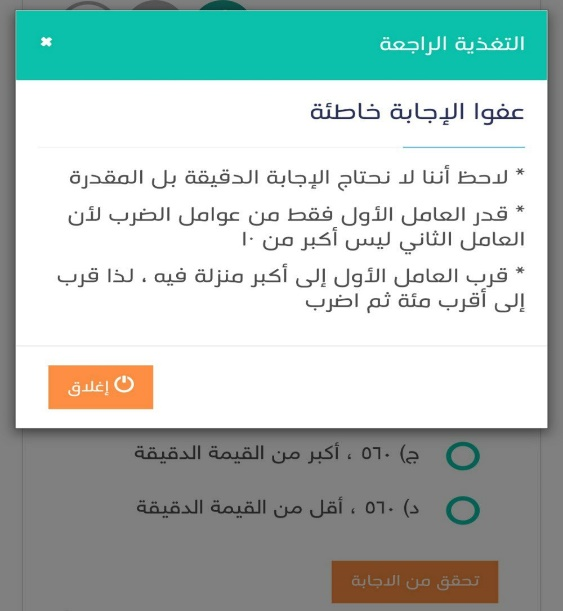 التغذية الراجعة
عفوا الإجابة خاطئة
* لاحظ أننا لا نحتاج الإجابة الدقيقة بل المقدرة
* قدر العامل الأول فقط من عوامل الضرب لأن
العامل الثاني ليس أكبر من ١٠
* قرب العامل الأول إلى أكبر منزلة فيه ، لذا قرب
إلى أقرب مئة ثم اضرب
إغلاق
ج) ٥٦٠ ، أكبر من القيمة الدقيقة
د) ٥٦٠ ، أقل من القيمة الدقيقة
تحقق من الاجابة